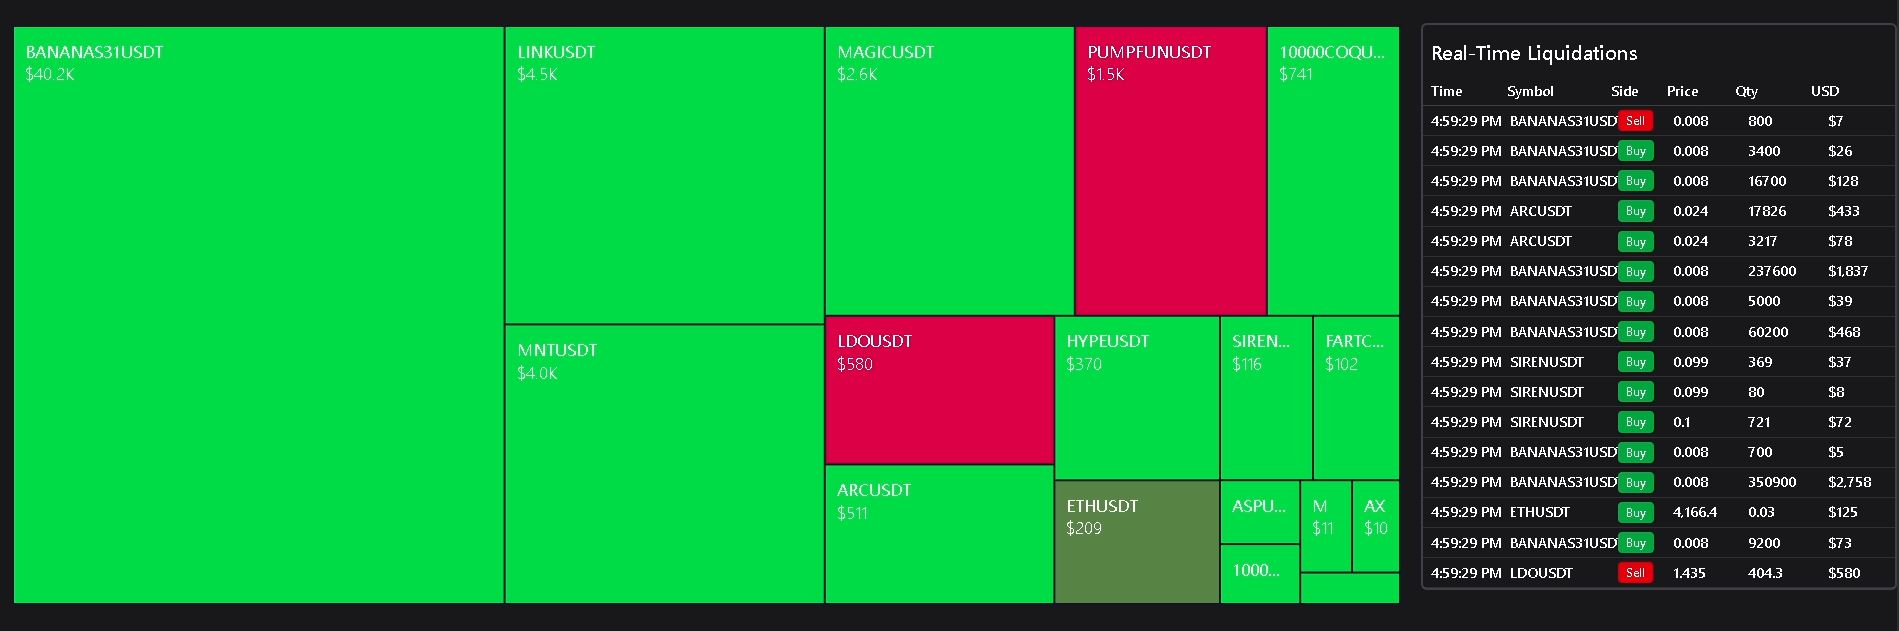 BANANAS31USDT
$40.2K
LINKUSDT
$4.5K
MNTUSDT
$4.0K
MAGICUSDT
$2.6K
PUMPFUNUSDT
$1.5K
10000COQU...
$741
LDOUSDT
$580
HYPEUSDT
$370
SIREN...
$116
FARTC...
$102
ARCUSDT
$511
ETHUSDT
$209
ASPU...
M
$11
AX
$10
1000...
Real-Time Liquidations
Time Symbol Side Price Qty USD
4:59:29 PM BANANAS31USDT Sell 0.008 800 $7
4:59:29 PM BANANAS31USDT Buy 0.008 3400 $26
4:59:29 PM BANANAS31USDT Buy 0.008 16700 $128
4:59:29 PM ARCUSDT Buy 0.024 17826 $433
4:59:29 PM ARCUSDT Buy 0.024 3217 $78
4:59:29 PM BANANAS31USDT Buy 0.008 237600 $1,837
4:59:29 PM BANANAS31USDT Buy 0.008 5000 $39
4:59:29 PM BANANAS31USDT Buy 0.008 60200 $468
4:59:29 PM SIRENUSDT Buy 0.099 369 $37
4:59:29 PM SIRENUSDT Buy 0.099 80 $8
4:59:29 PM SIRENUSDT Buy 0.1 721 $72
4:59:29 PM BANANAS31USDT Buy 0.008 700 $5
4:59:29 PM BANANAS31USDT Buy 0.008 350900 $2,758
4:59:29 PM ETHUSDT Buy 4,166.4 0.03 $125
4:59:29 PM BANANAS31USDT Buy 0.008 9200 $73
4:59:29 PM LDOUSDT Sell 1.435 404.3 $580